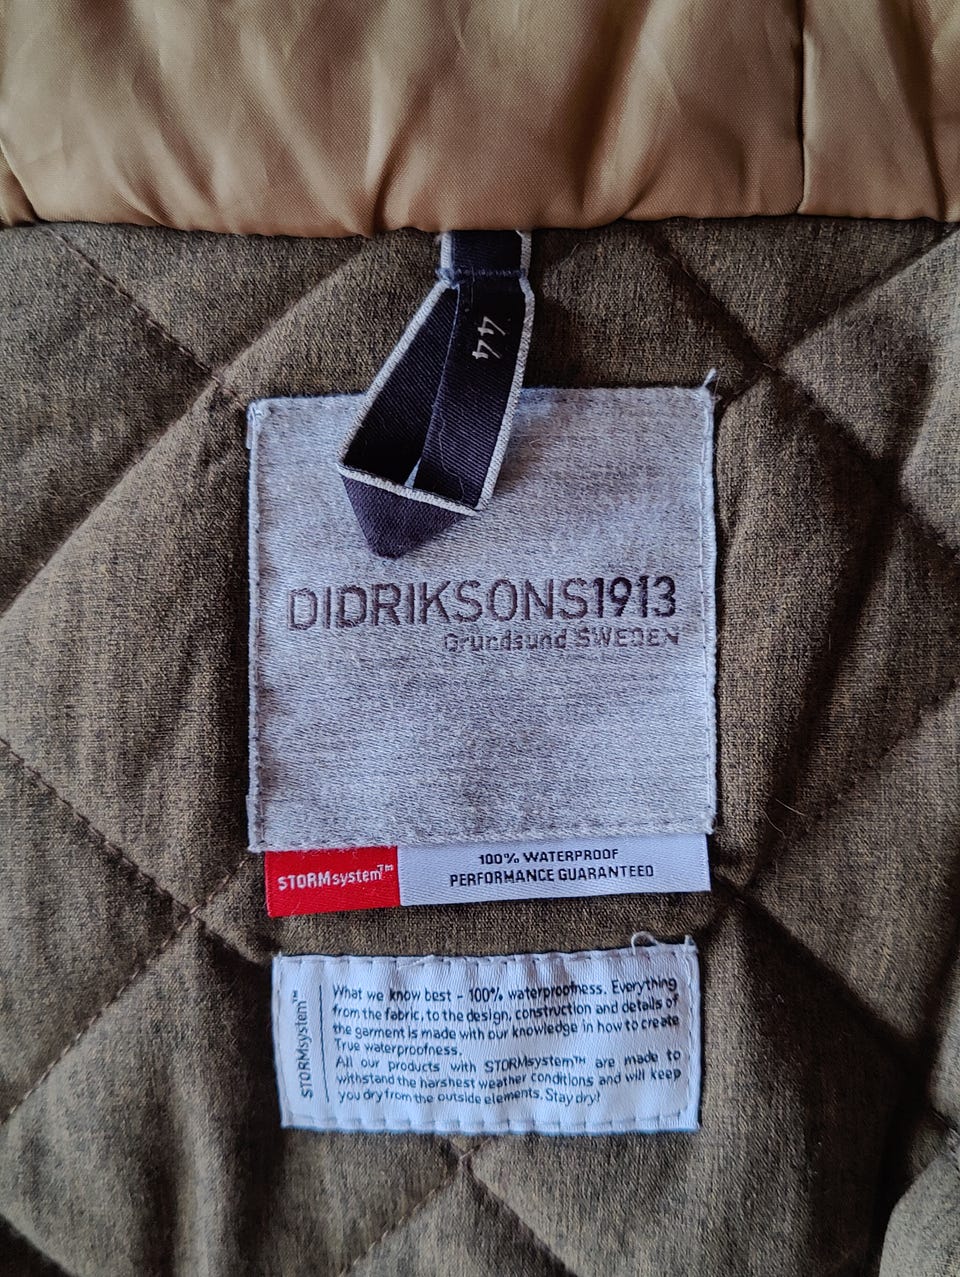 44
DIDRIKSONS1913
Grundsund SWEDEN
STORMsystem™
100% WATERPROOF
PERFORMANCE GUARANTEED
STORMsystem™
What we know best - 100% waterproofness. Everything
from the fabric, to the design, construction and details of
the garment is made with our knowledge in how to create
True waterproofness.
All our products with STORMsystem™ are made to
withstand the harshest weather conditions and will keep
you dry from the outside elements. Stay dry!